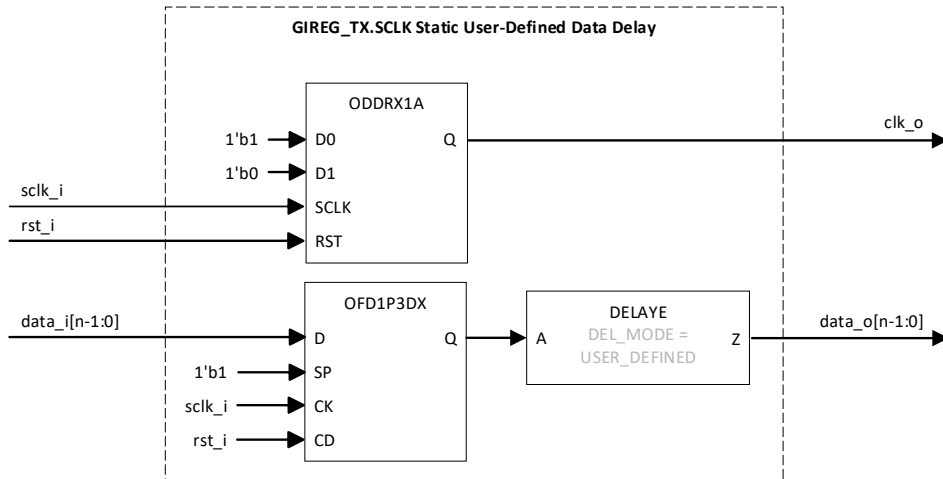 GIREG_TX.SCLK Static User-Defined Data Delay
ODDRX1A
1'b1
D0
Q
clk_o
1'b0
D1
sclk_i
SCLK
rst_i
RST
OFD1P3DX
DELAYE
data_i[n-1:0]
D
Q
A
DEL_MODE =
USER_DEFINED
Z
data_o[n-1:0]
1'b1
SP
sclk_i
CK
rst_i
CD